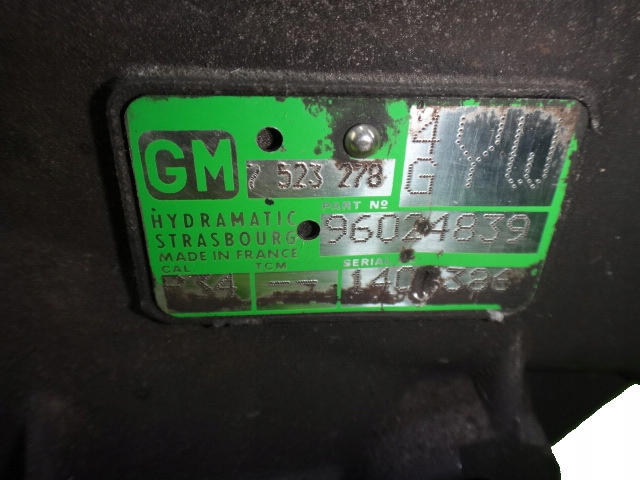 GM
7 523 278
4
G
PART Nº
HYDRAMATIC
STRASBOURG
96024839
MADE IN FRANCE
CAL TCM SERIAL